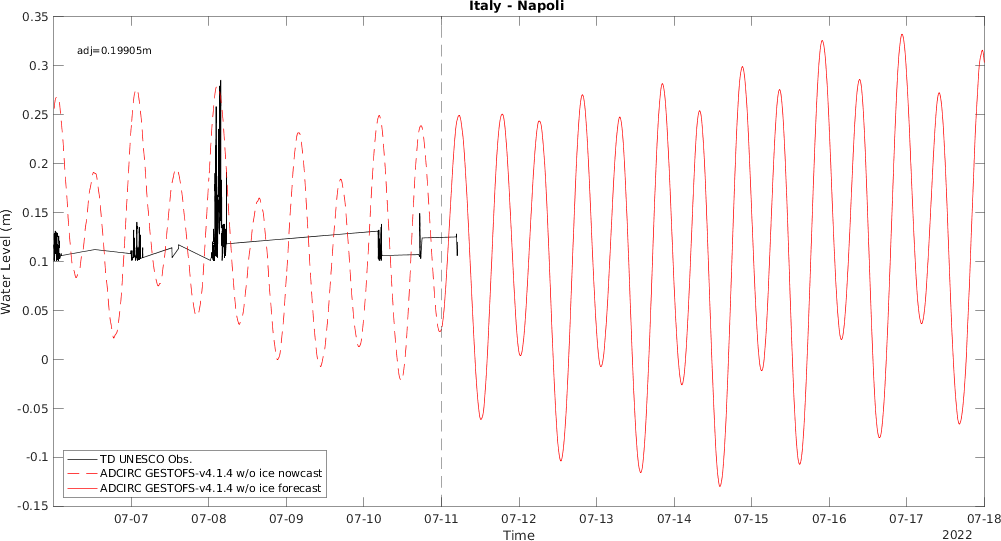 Italy - Napoli
adj=0.19905m
0.35
0.3
0.25
0.2
0.15
0.1
0.05
0
-0.05
-0.1
-0.15
Water Level (m)
TD UNESCO Obs.
ADCIRC GESTOFS-v4.1.4 w/o ice nowcast
ADCIRC GESTOFS-v4.1.4 w/o ice forecast
07-07 07-08 07-09 07-10 07-11 07-12 07-13 07-14 07-15 07-16 07-17 07-18
Time
2022